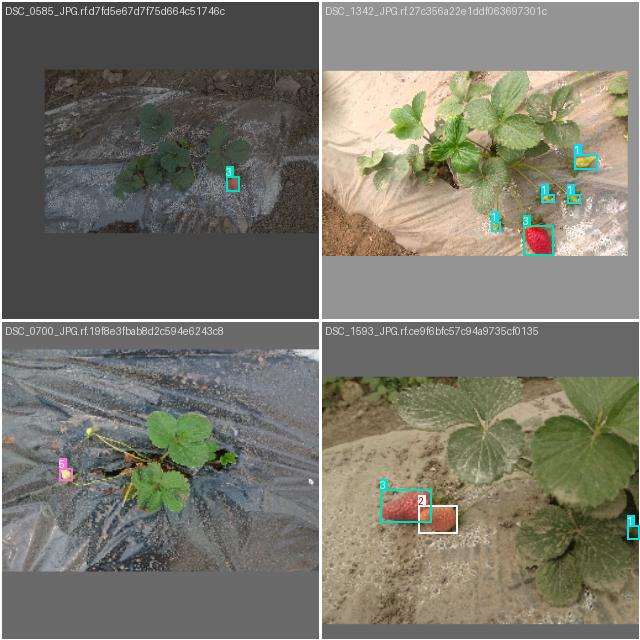 DSC_0585_JPG.rf.d7fd5e67d7f75d664c51746c
DSC_1342_JPG.rf.27c356a22e1ddf063697301c
3
1
1
1
1
3
DSC_0700_JPG.rf.19f8e3fbab8d2c594e6243c8
DSC_1593_JPG.rf.ce9f6bfc57c94a9735cf0135
5
3
2
1